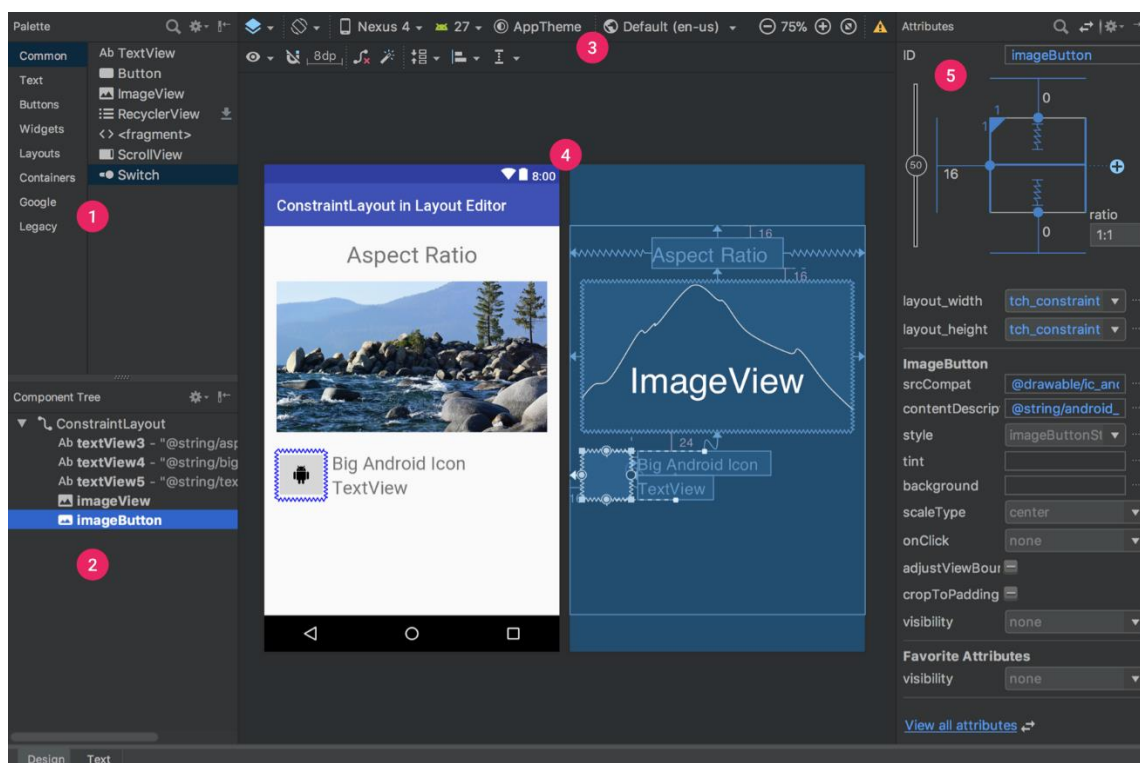 Palette
Common
Text
Buttons
Widgets
Layouts
Containers
Google
Legacy
1
Ab TextView
Button
ImageView
RecyclerView
<> <fragment>
ScrollView
Switch
Component Tree
ConstraintLayout
Ab textView3 - "@string/asp
Ab textView4 - "@string/big
Ab textView5 - "@string/tex
imageView
imageButton
2
Design Text
Nexus 4 27 AppTheme Default (en-us) 75%
8dp
3
4
8:00
ConstraintLayout in Layout Editor
Aspect Ratio
Big Android Icon
TextView
16
Aspect Ratio
16
ImageView
24
Big Android Icon
TextView
Attributes
ID imageButton
5
0
1
1
50
16
0
ratio
1:1
layout_width tch_constraint
layout_height tch_constraint
ImageButton
srcCompat @drawable/ic_and
contentDescrip @string/android_
style imageButtonSt
tint
background
scaleType center
onClick none
adjustViewBour
cropToPadding
visibility none
Favorite Attributes
visibility none
View all attributes